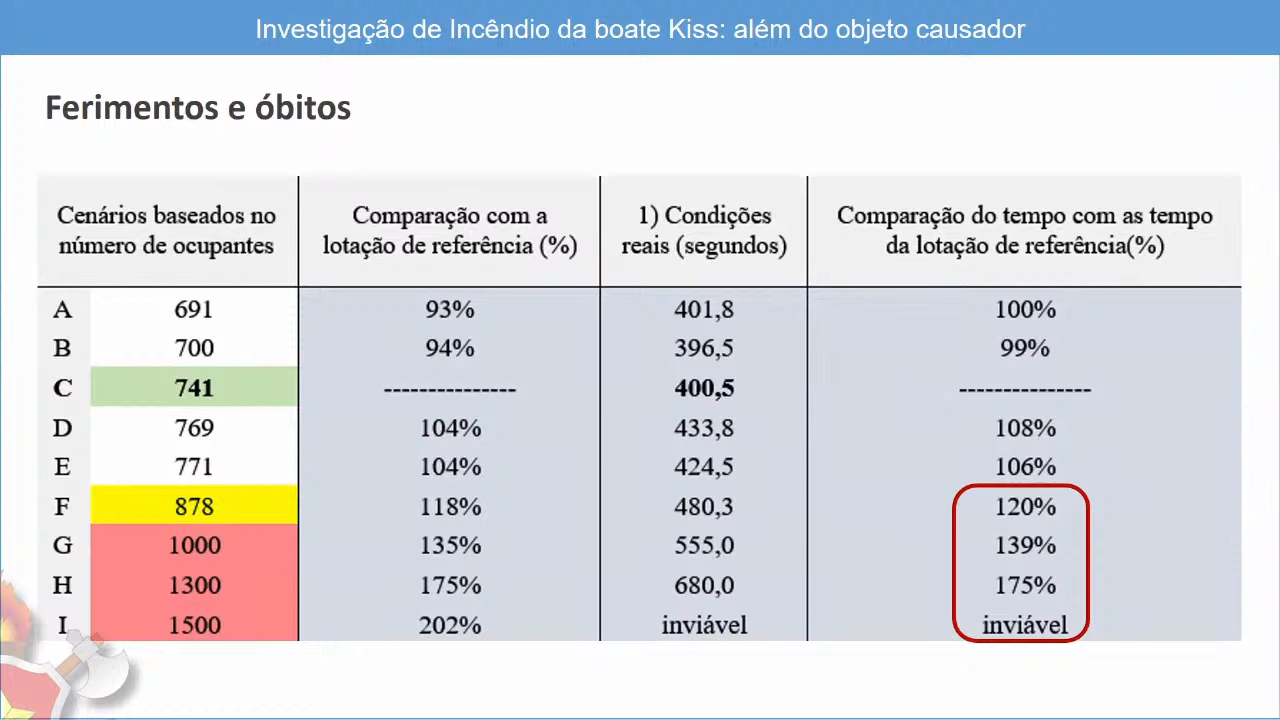 Investigação de Incêndio da boate Kiss: além do objeto causador
Ferimentos e óbitos
Cenários baseados no número de ocupantes | Comparação com a lotação de referência (%) | 1) Condições reais (segundos) | Comparação do tempo com as tempo da lotação de referência(%)
A 691 93% 401,8 100%
B 700 94% 396,5 99%
C 741 --------------- 400,5 ---------------
D 769 104% 433,8 108%
E 771 104% 424,5 106%
F 878 118% 480,3 120%
G 1000 135% 555,0 139%
H 1300 175% 680,0 175%
I 1500 202% inviável inviável